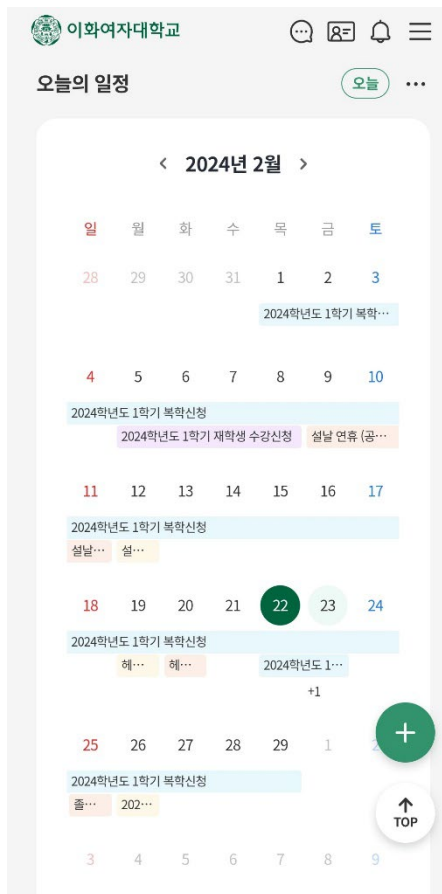 이화여자대학교
오늘의 일정
오늘
2024년 2월
일 월 화 수 목 금 토
28 29 30 31 1 2 3
2024학년도 1학기 복학…
4 5 6 7 8 9 10
2024학년도 1학기 복학신청
2024학년도 1학기 재학생 수강신청 설날 연휴 (공…
11 12 13 14 15 16 17
2024학년도 1학기 복학신청
설날… 설…
18 19 20 21 22 23 24
2024학년도 1학기 복학신청
헤… 헤… 2024학년도 1…
+1
25 26 27 28 29 1 2
2024학년도 1학기 복학신청
졸… 202…
TOP
3 4 5 6 7 8 9